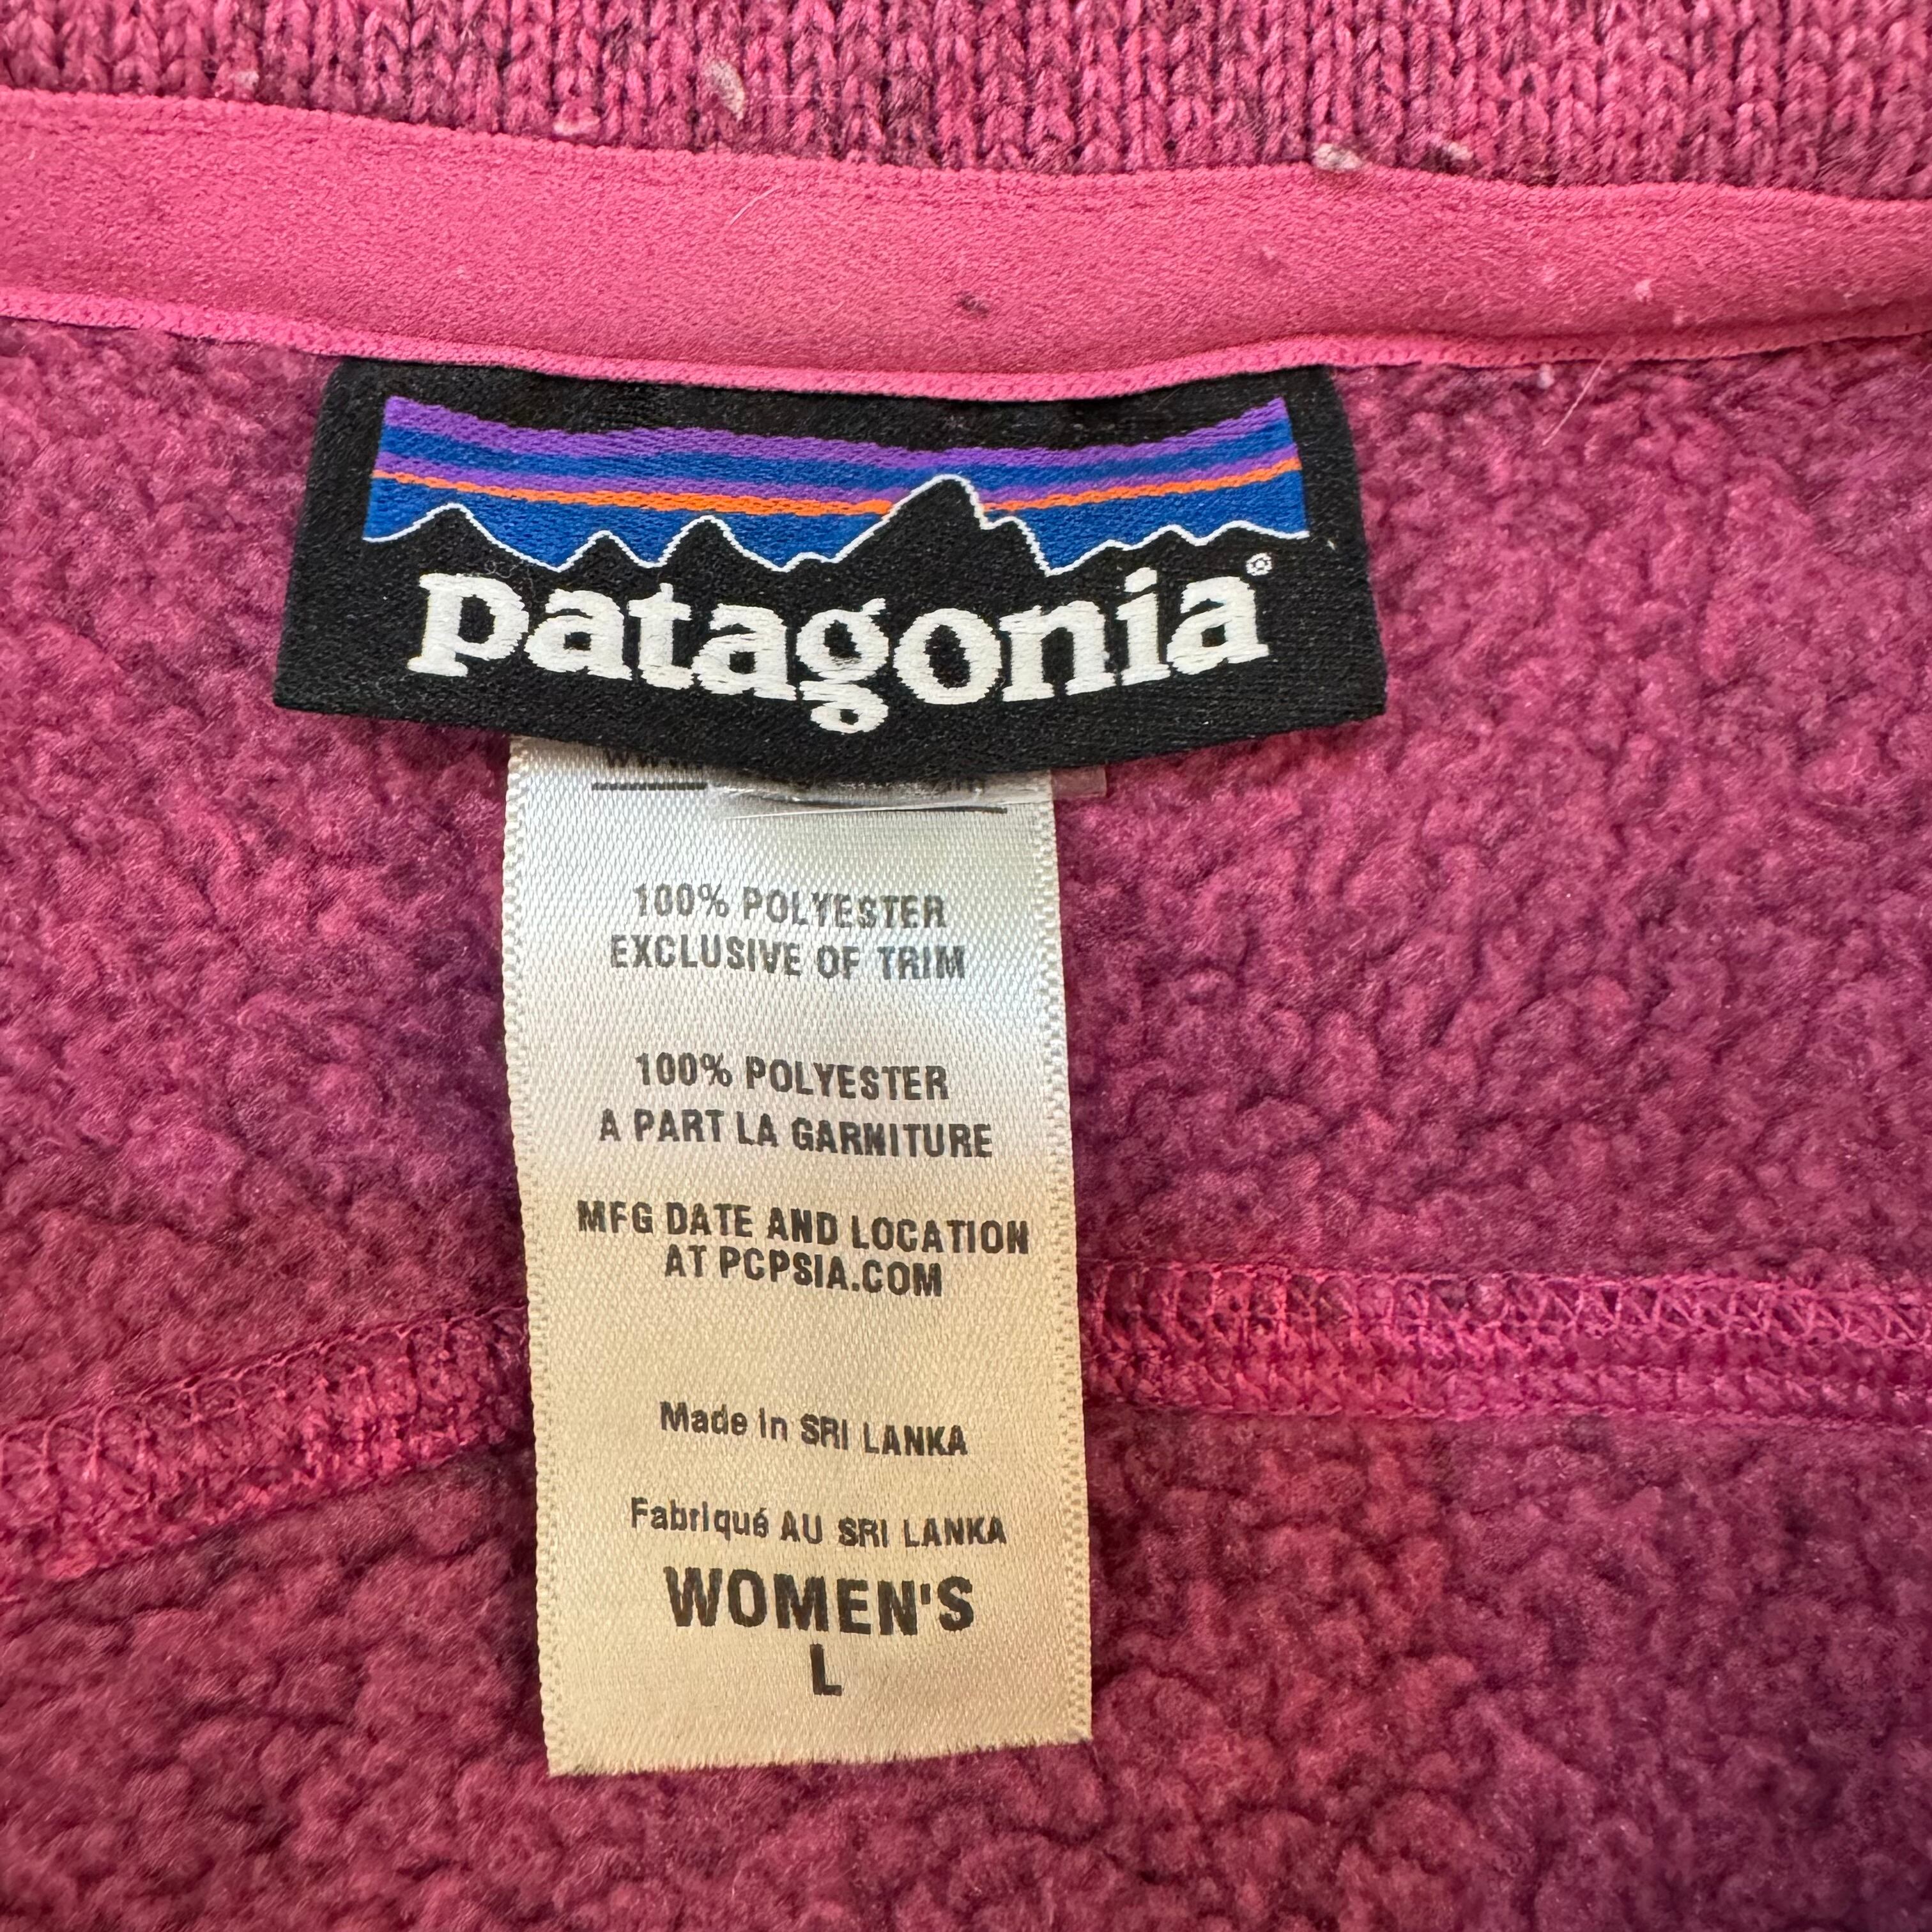 patagonia®
100% POLYESTER
EXCLUSIVE OF TRIM
100% POLYESTER
A PART LA GARNITURE
MFG DATE AND LOCATION
AT PCPSIA.COM
Made in SRI LANKA
Fabriqué AU SRI LANKA
WOMEN'S
L